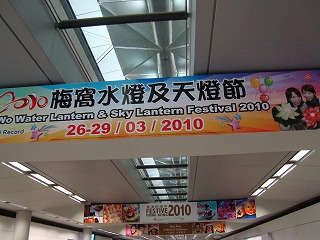 2010 梅窩水燈及天燈節
Wo Water Lantern & Sky Lantern Festival 2010
Record
26-29 / 03 / 2010
FESTIVE 2010